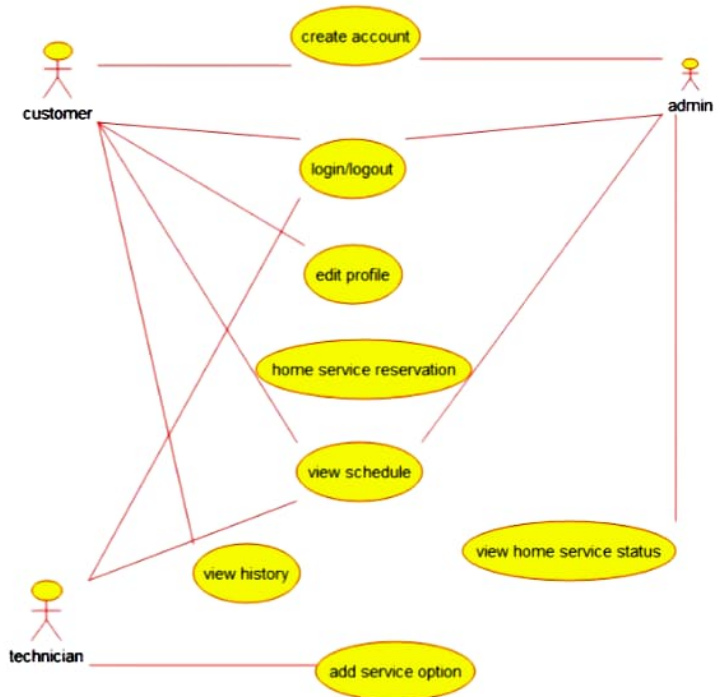 create account
customer
admin
login/logout
edit profile
home service reservation
view schedule
view home service status
view history
technician
add service option